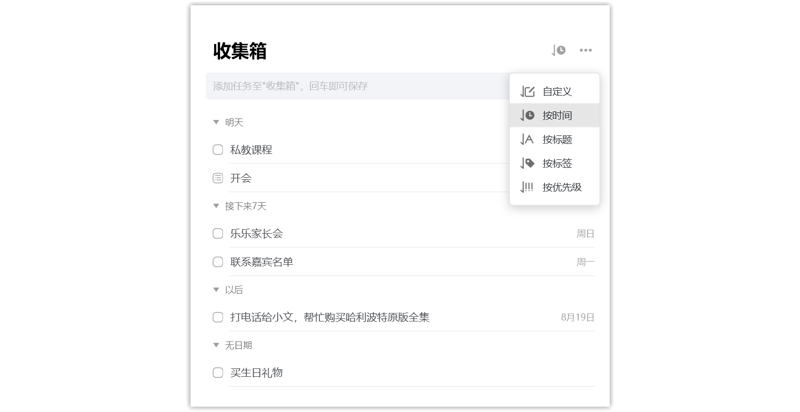 收集箱
添加任务至"收集箱"，回车即可保存
自定义
按时间
按标题
按标签
按优先级
明天
私教课程
开会
接下来7天
乐乐家长会
周日
联系嘉宾名单
周一
以后
打电话给小文，帮忙购买哈利波特原版全集
8月19日
无日期
买生日礼物